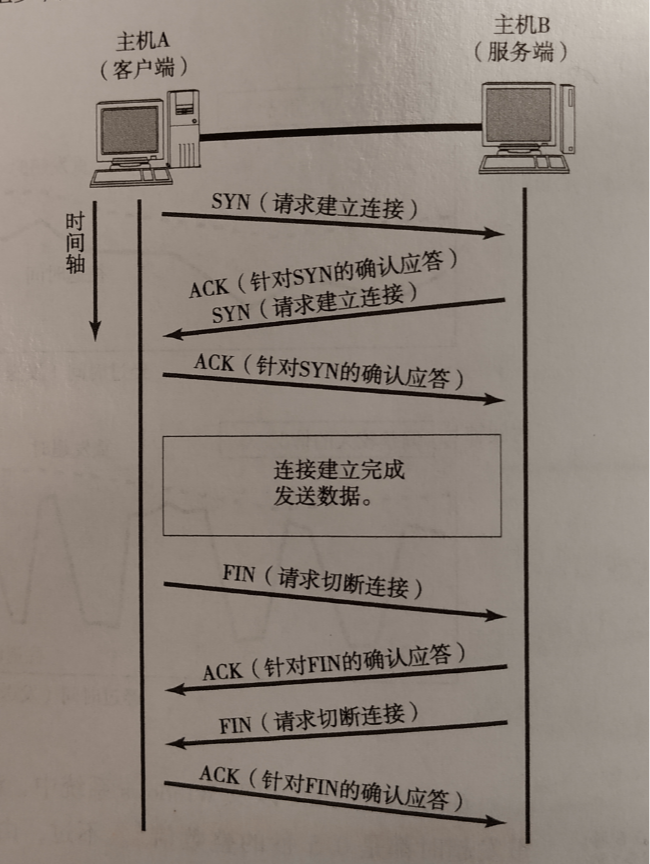 主机A
（客户端）
主机B
（服务端）
时间轴
SYN（请求建立连接）
ACK（针对SYN的确认应答）
SYN（请求建立连接）
ACK（针对SYN的确认应答）
连接建立完成
发送数据。
FIN（请求切断连接）
ACK（针对FIN的确认应答）
FIN（请求切断连接）
ACK（针对FIN的确认应答）